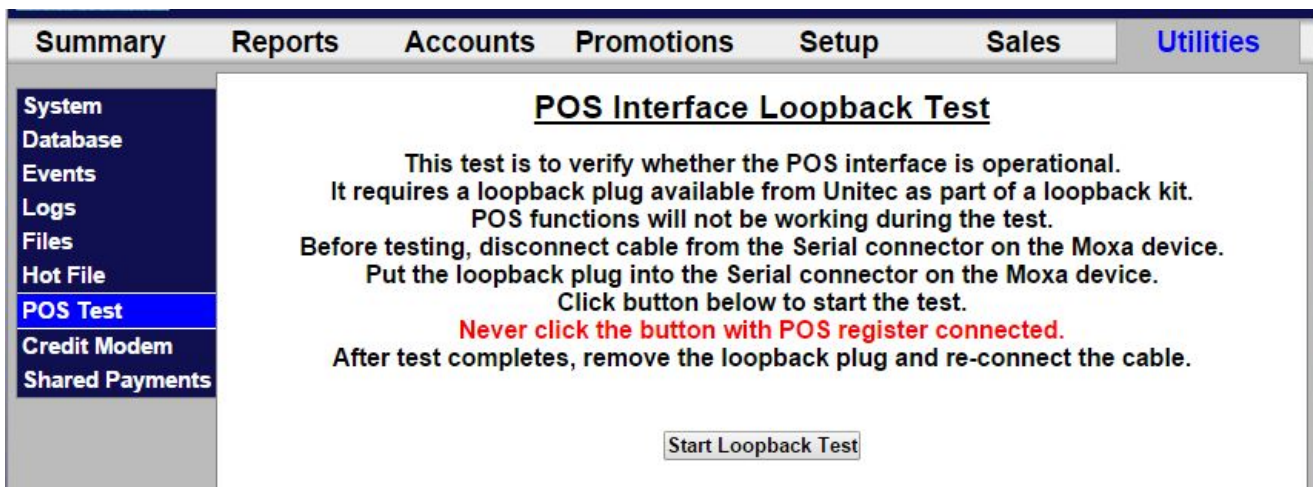 Summary Reports Accounts Promotions Setup Sales Utilities
System
Database
Events
Logs
Files
Hot File
POS Test
Credit Modem
Shared Payments
POS Interface Loopback Test
This test is to verify whether the POS interface is operational.
It requires a loopback plug available from Unitec as part of a loopback kit.
POS functions will not be working during the test.
Before testing, disconnect cable from the Serial connector on the Moxa device.
Put the loopback plug into the Serial connector on the Moxa device.
Click button below to start the test.
Never click the button with POS register connected.
After test completes, remove the loopback plug and re-connect the cable.
Start Loopback Test